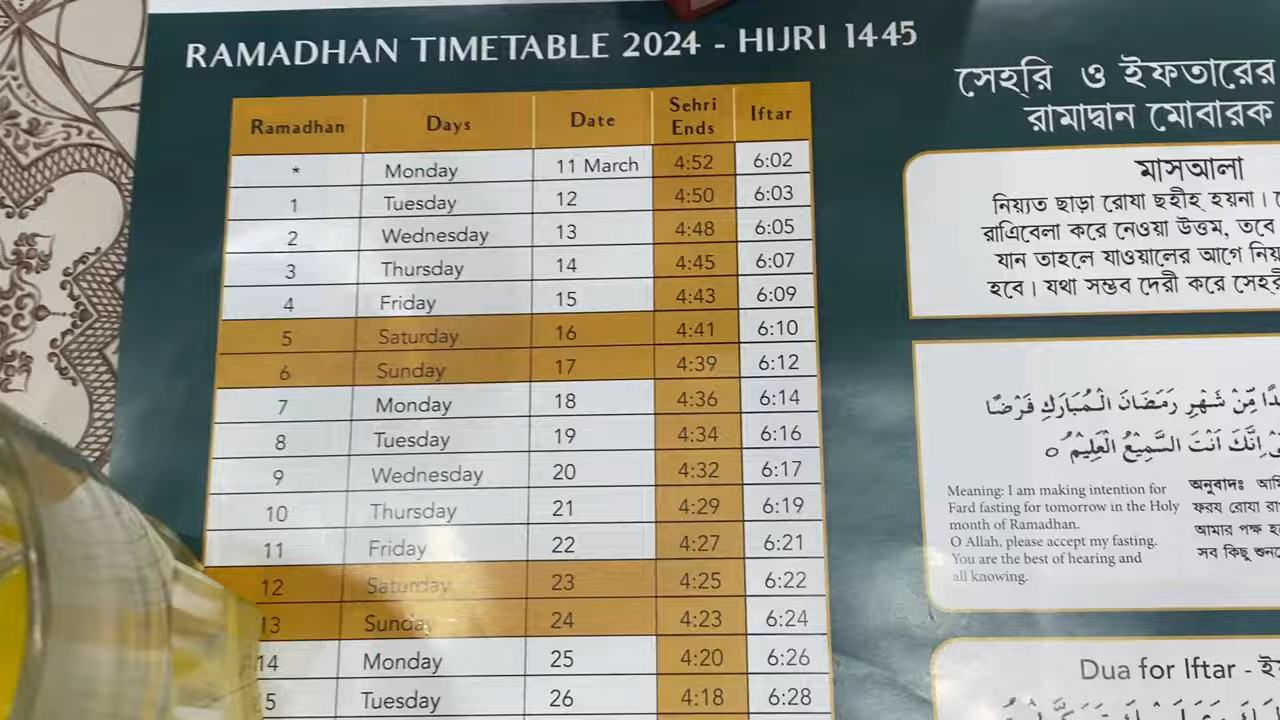 RAMADHAN TIMETABLE 2024 - HIJRI 1445
Ramadhan Days Date Sehri Ends Iftar
* Monday 11 March 4:52 6:02
1 Tuesday 12 4:50 6:03
2 Wednesday 13 4:48 6:05
3 Thursday 14 4:45 6:07
4 Friday 15 4:43 6:09
5 Saturday 16 4:41 6:10
6 Sunday 17 4:39 6:12
7 Monday 18 4:36 6:14
8 Tuesday 19 4:34 6:16
9 Wednesday 20 4:32 6:17
10 Thursday 21 4:29 6:19
11 Friday 22 4:27 6:21
12 Saturday 23 4:25 6:22
13 Sunday 24 4:23 6:24
14 Monday 25 4:20 6:26
5 Tuesday 26 4:18 6:28
সেহ্‌রি ও ইফতারের
রামাদ্বান মোবারক
মাসআলা
নিয়্যত ছাড়া রোযা ছহীহ হয়না।
রাত্রিবেলা করে নেওয়া উত্তম, তবে
যান তাহলে যাওয়ালের আগে
হবে। যথা সম্ভব দেরী করে
مِّنْ شَهْرِ رَمَضَانَ الْمُبَارَكِ فَرْضًا
اِنَّكَ اَنْتَ السَّمِيْعُ الْعَلِيْمُ ○
Meaning: I am making intention for
Fard fasting for tomorrow in the Holy
month of Ramadhan.
O Allah, please accept my fasting.
You are the best of hearing and
all knowing.
অনুবাদঃ
ফরয রোযা
আমার পক্ষ
সব কিছু
Dua for Iftar -